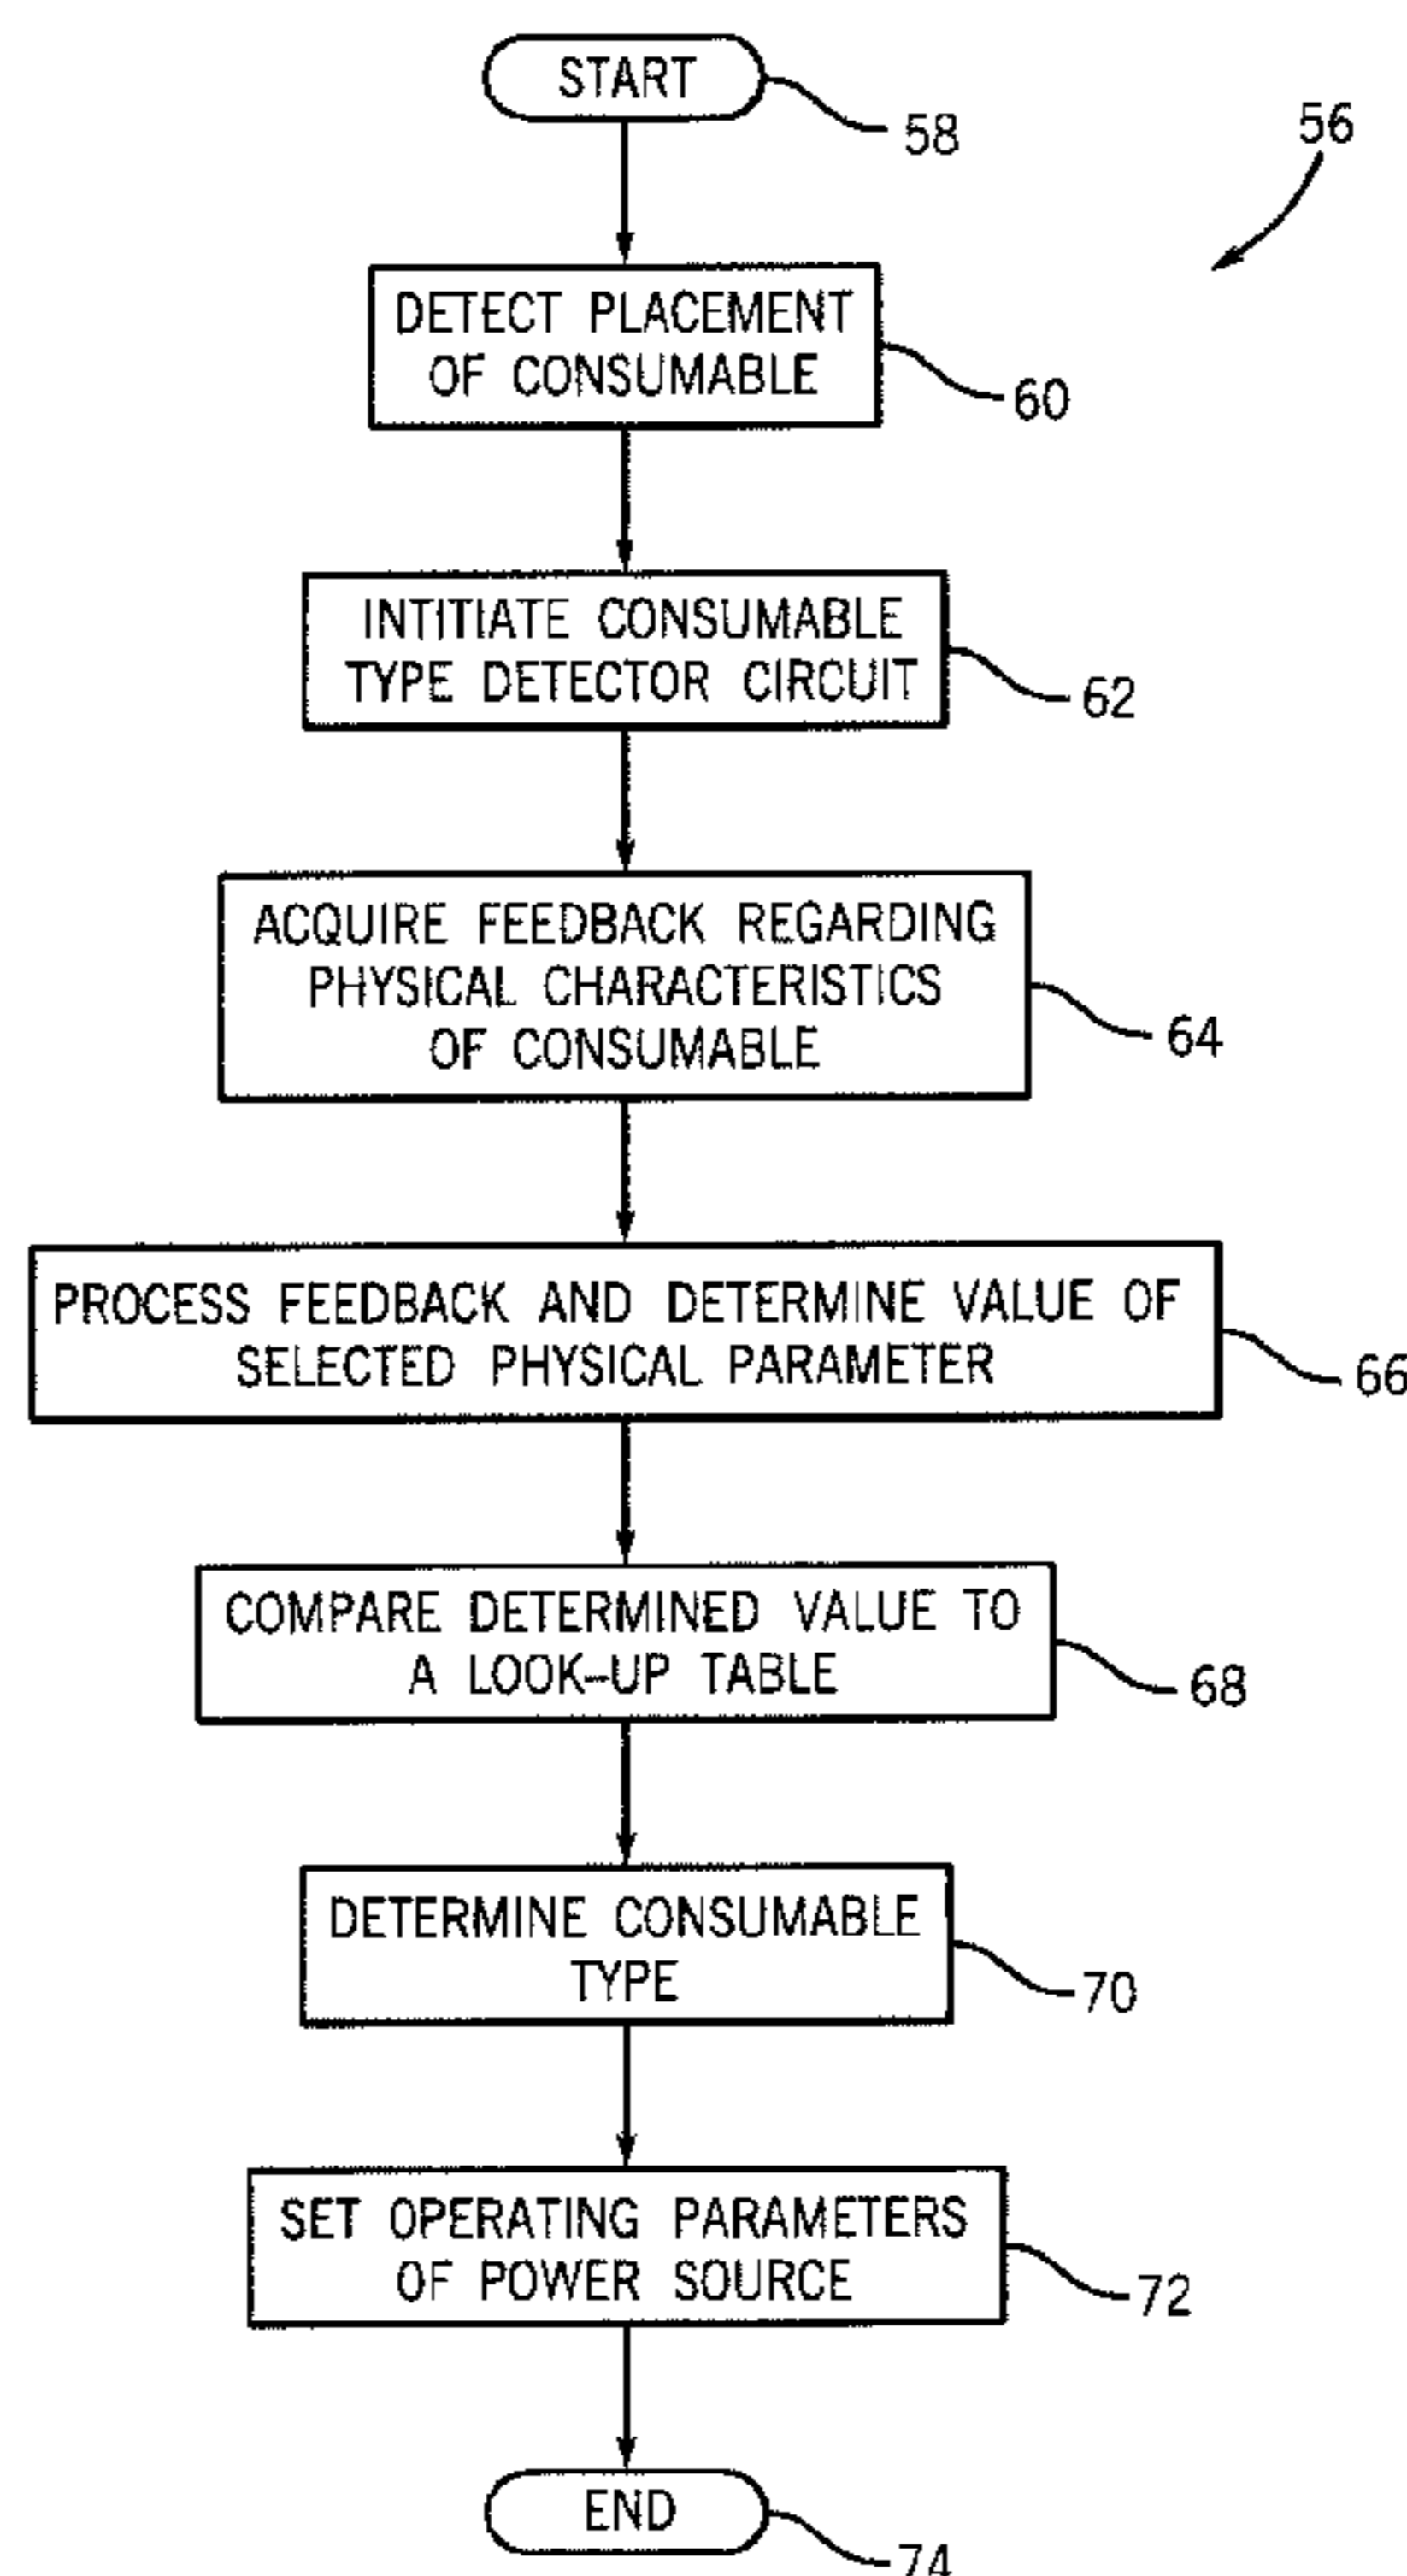 START
58
56
DETECT PLACEMENT
OF CONSUMABLE
60
INTITIATE CONSUMABLE
TYPE DETECTOR CIRCUIT
62
ACQUIRE FEEDBACK REGARDING
PHYSICAL CHARACTERISTICS
OF CONSUMABLE
64
PROCESS FEEDBACK AND DETERMINE VALUE OF
SELECTED PHYSICAL PARAMETER
66
COMPARE DETERMINED VALUE TO
A LOOK-UP TABLE
68
DETERMINE CONSUMABLE
TYPE
70
SET OPERATING PARAMETERS
OF POWER SOURCE
72
END
74